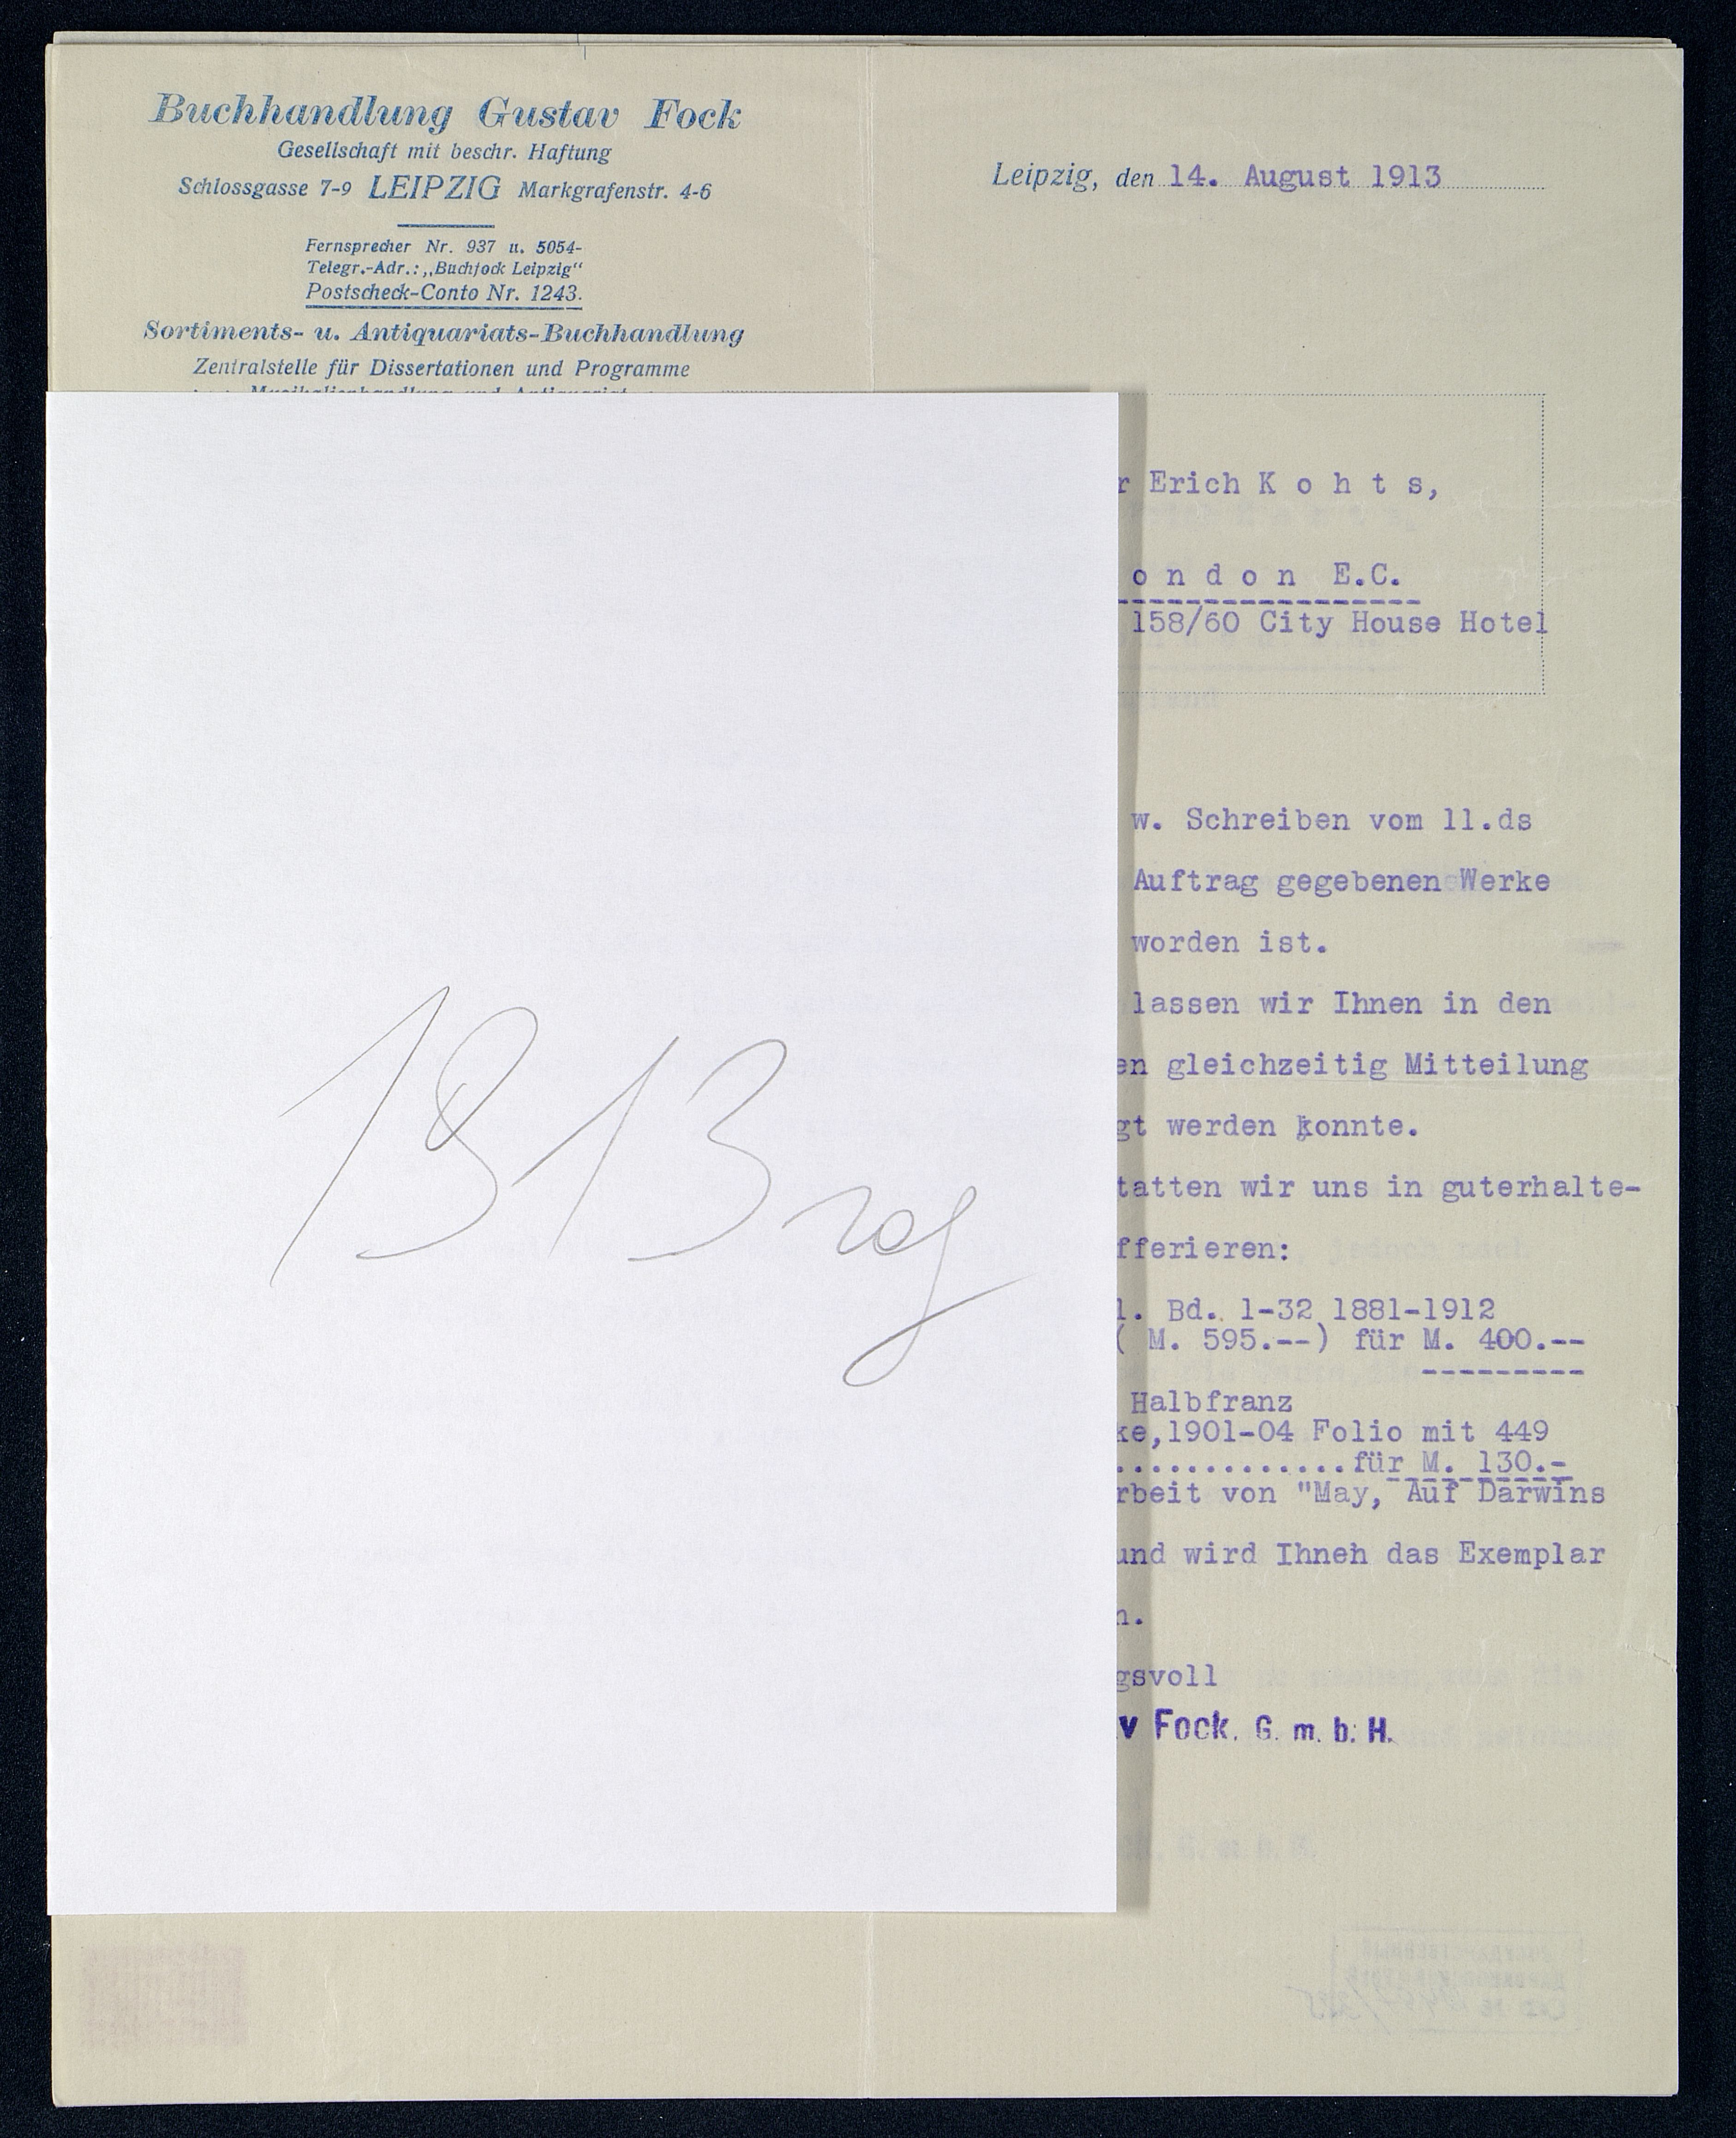 Buchhandlung Gustav Fock
Gesellschaft mit beschr. Haftung
Schlossgasse 7-9 LEIPZIG Markgrafenstr. 4-6
Fernsprecher Nr. 937 u. 5054-
Telegr.-Adr.: „Buchfock Leipzig“
Postscheck-Conto Nr. 1243.
Sortiments- u. Antiquariats-Buchhandlung
Zentralstelle für Dissertationen und Programme
Leipzig, den 14. August 1913
r Erich K o h t s,
o n d o n E.C.
158/60 City House Hotel
w. Schreiben vom 11.ds
Auftrag gegebenen Werke
worden ist.
lassen wir Ihnen in den
en gleichzeitig Mitteilung
gt werden konnte.
tatten wir uns in guterhalte-
fferieren:
l. Bd. 1-32 1881-1912
( M. 595.--) für M. 400.--
Halbfranz
ke,1901-04 Folio mit 449
.............für M. 130.-
rbeit von "May, Auf Darwins
und wird Ihneh das Exemplar
n.
gsvoll
v Fock. G. m. b. H.
1913 год